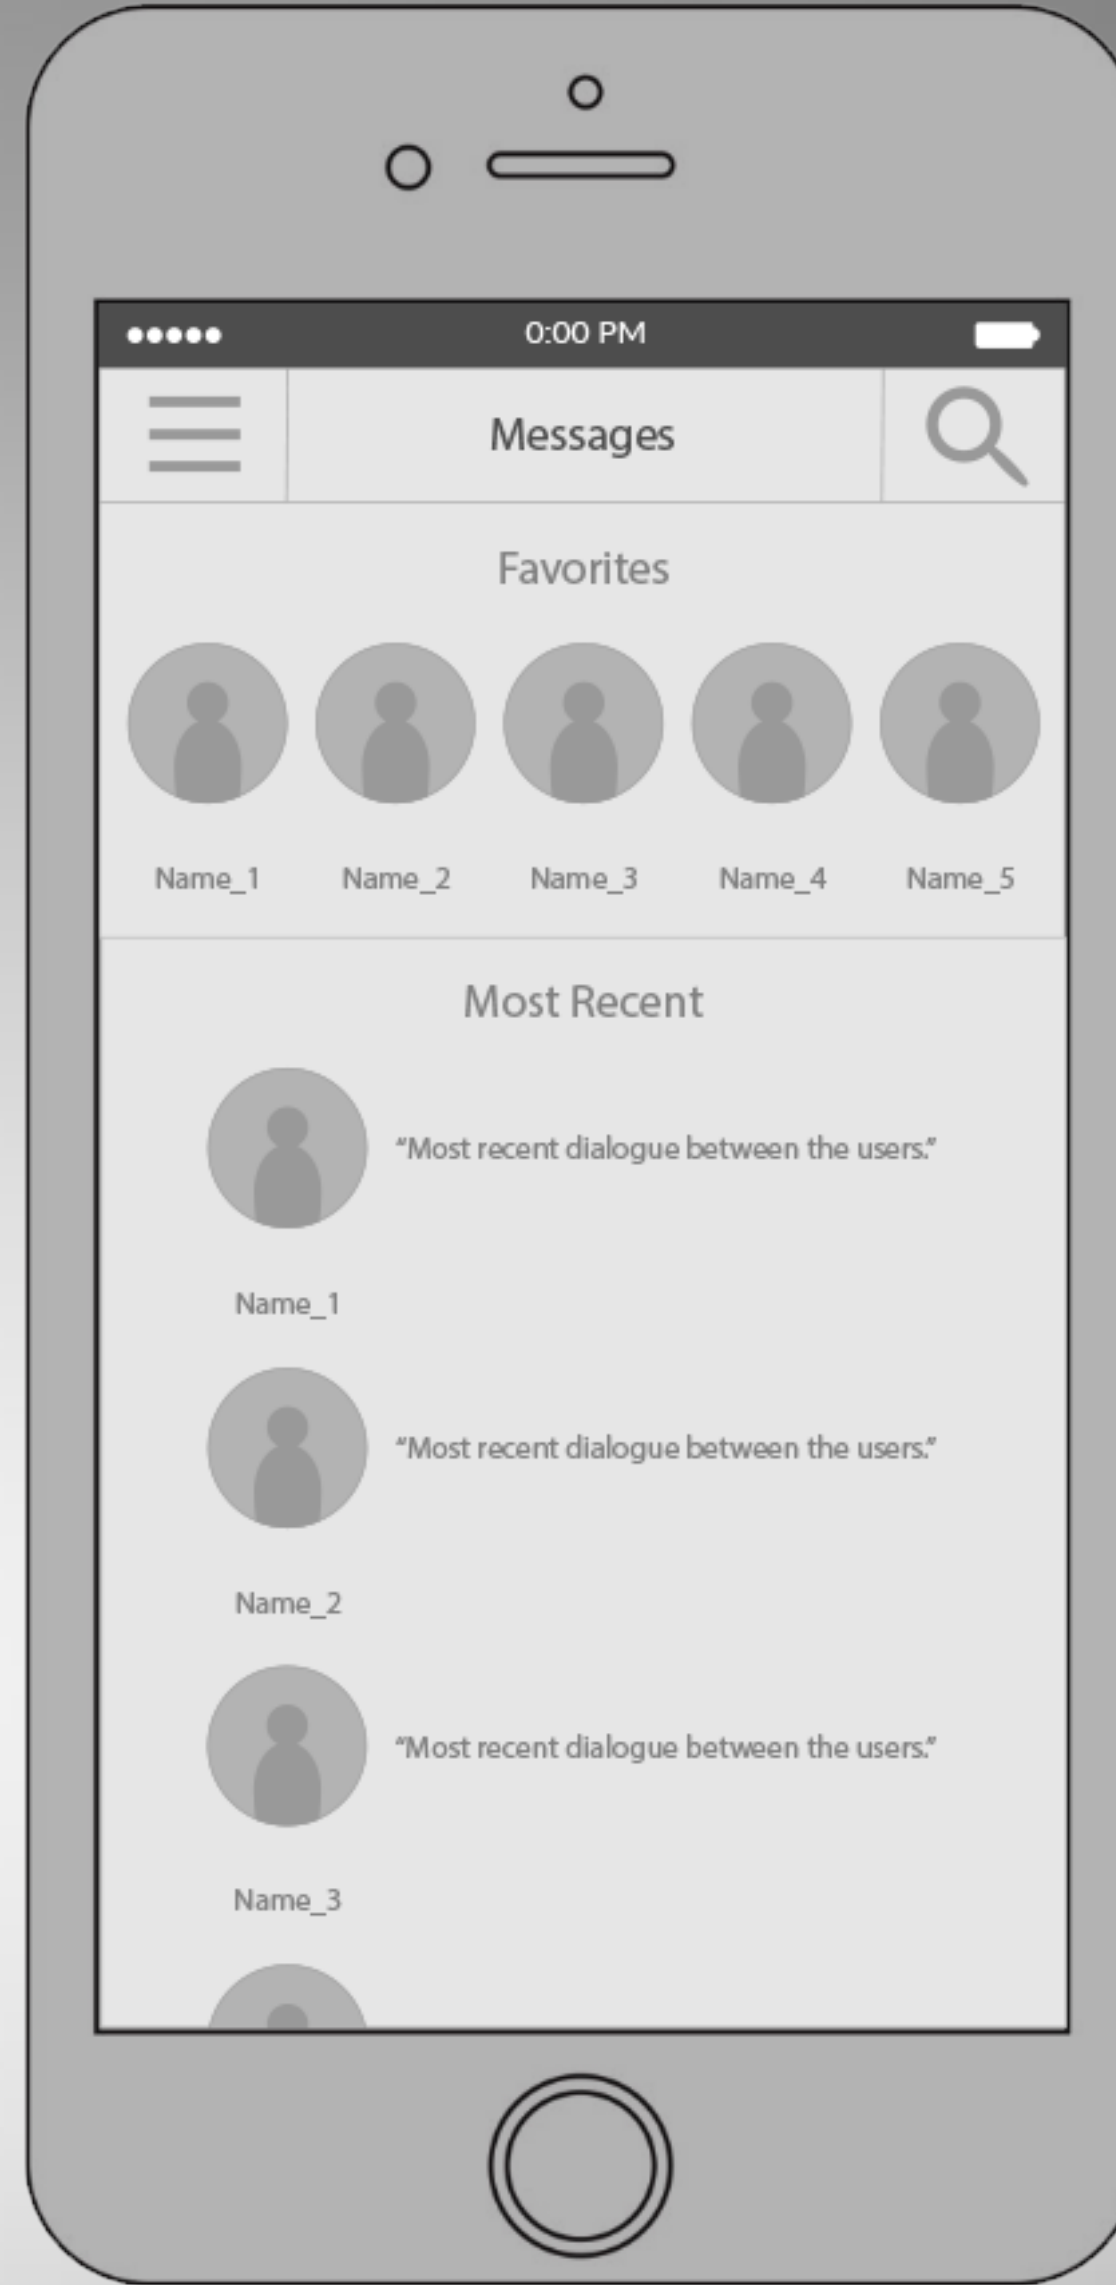 0:00 PM
Messages
Favorites
Name_1 Name_2 Name_3 Name_4 Name_5
Most Recent
“Most recent dialogue between the users.”
Name_1
“Most recent dialogue between the users.”
Name_2
“Most recent dialogue between the users.”
Name_3